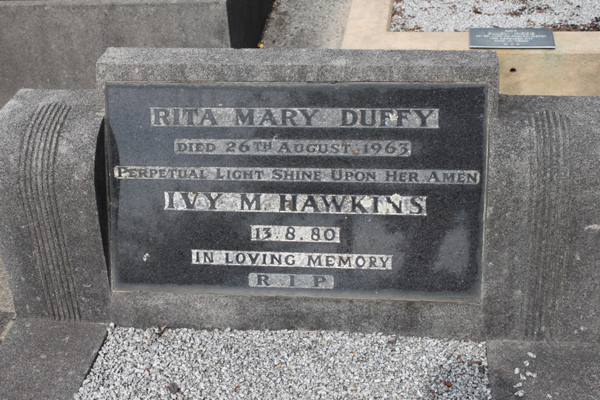 RITA MARY DUFFY
DIED 26TH AUGUST, 1963
PERPETUAL LIGHT SHINE UPON HER AMEN
IVY M. HAWKINS
13. 8. 80
IN LOVING MEMORY
R I P